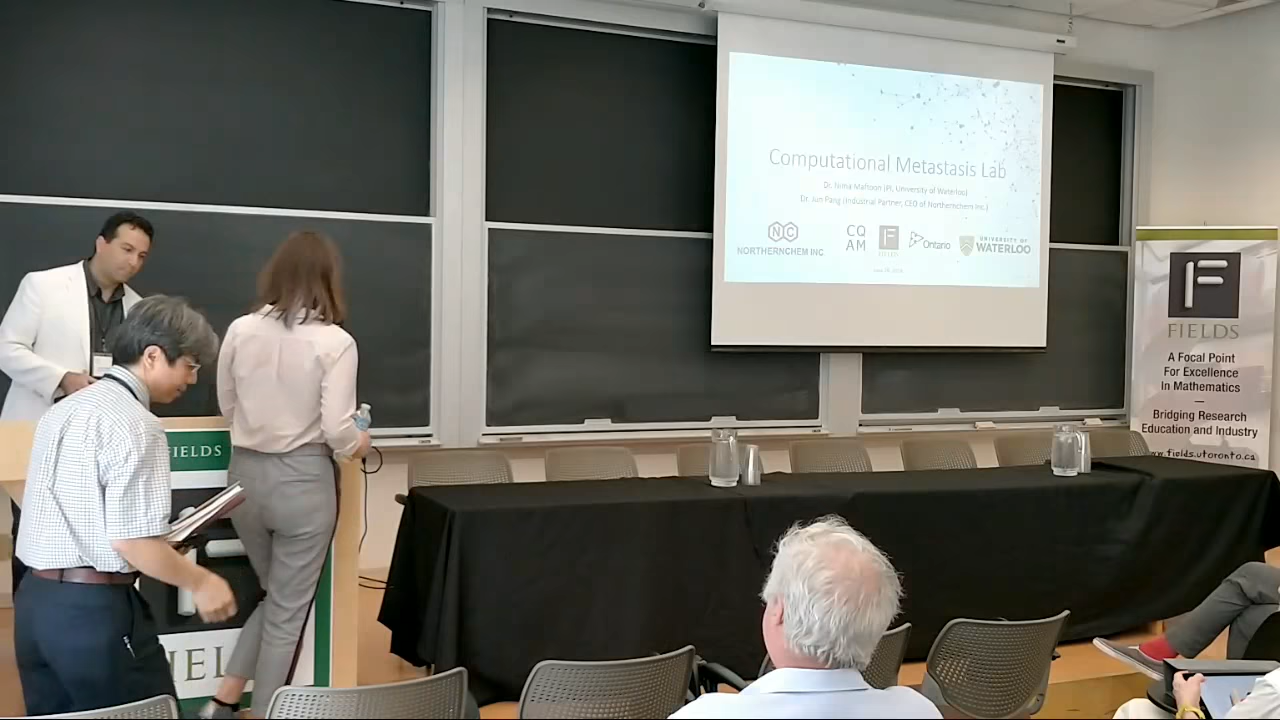 Computational Metastasis Lab
Dr. Nima Maftoon (PI, University of Waterloo)
Dr. Jun Pang (Industrial Partner, CEO of Northernchem Inc.)
NC
NORTHERNCHEM INC
CQ
AM
F
FIELDS
Ontario
UNIVERSITY OF
WATERLOO
F
FIELDS
A Focal Point
For Excellence
In Mathematics
Bridging Research
Education and Industry
www.fields.utoronto.ca
FIELDS